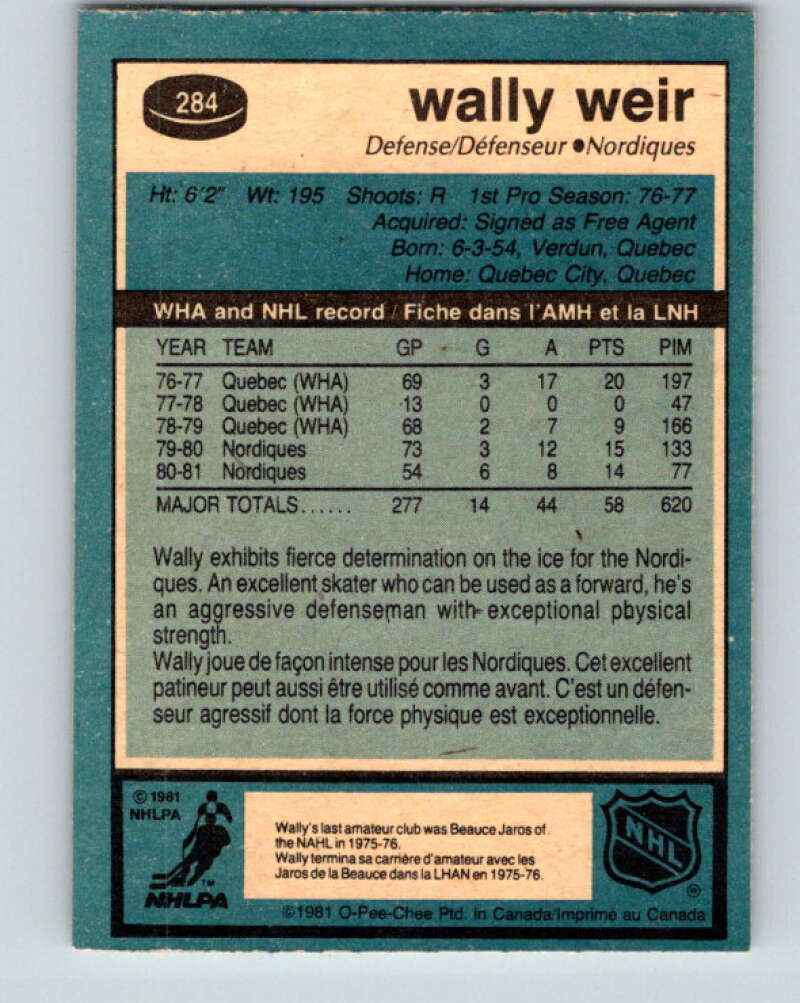 284
wally weir
Defense/Défenseur •Nordiques
Ht: 6'2" Wt: 195 Shoots: R 1st Pro Season: 76-77
Acquired: Signed as Free Agent
Born: 6-3-54, Verdun, Quebec
Home: Quebec City, Quebec
WHA and NHL record / Fiche dans l'AMH et la LNH
YEAR TEAM GP G A PTS PIM
76-77 Quebec (WHA) 69 3 17 20 197
77-78 Quebec (WHA) 13 0 0 0 47
78-79 Quebec (WHA) 68 2 7 9 166
79-80 Nordiques 73 3 12 15 133
80-81 Nordiques 54 6 8 14 77
MAJOR TOTALS...... 277 14 44 58 620
Wally exhibits fierce determination on the ice for the Nordi-
ques. An excellent skater who can be used as a forward, he's
an aggressive defenseman with exceptional physical
strength.
Wally joue de façon intense pour les Nordiques. Cet excellent
patineur peut aussi être utilisé comme avant. C'est un défen-
seur agressif dont la force physique est exceptionnelle.
© 1981
NHLPA
Wally's last amateur club was Beauce Jaros of
the NAHL in 1975-76.
Wally termina sa carrière d'amateur avec les
Jaros de la Beauce dans la LHAN en 1975-76.
NHL
TM
NHLPA
©1981 O-Pee-Chee Ptd. in Canada/Imprimé au Canada